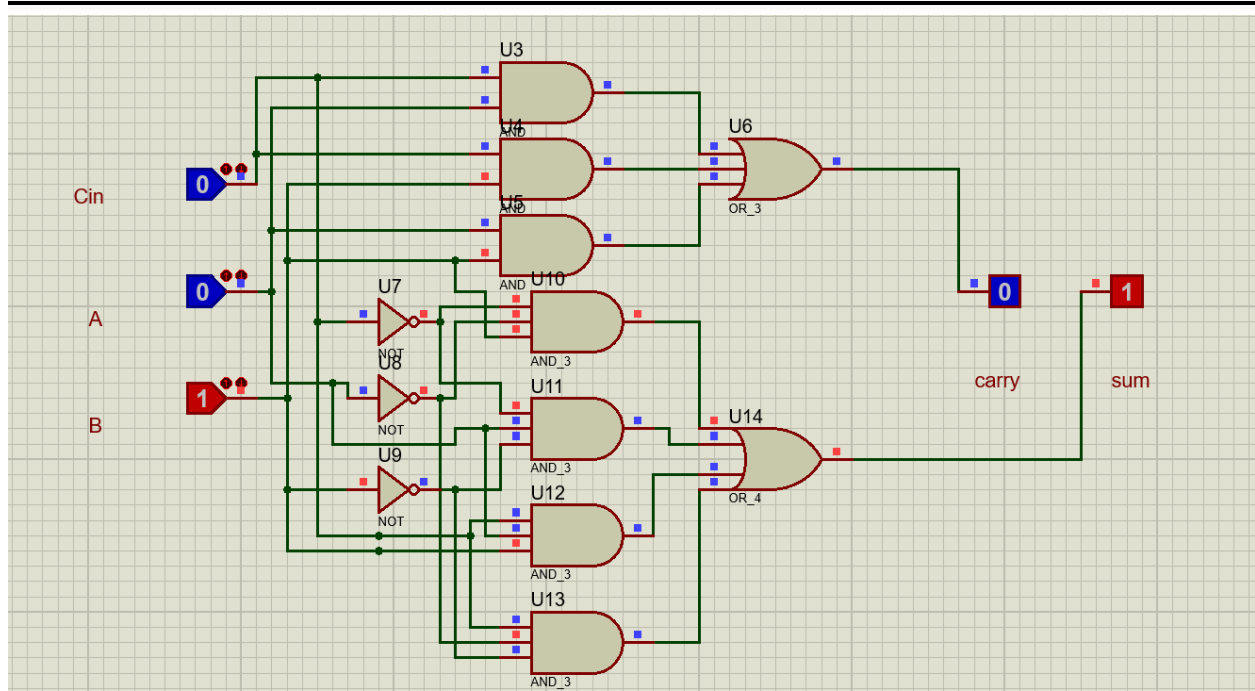 U3
AND
U4
AND
U5
AND
U6
OR_3
Cin
0
A
0
B
1
U7
NOT
U8
NOT
U9
NOT
U10
AND_3
U11
AND_3
U12
AND_3
U13
AND_3
U14
OR_4
0
1
carry
sum